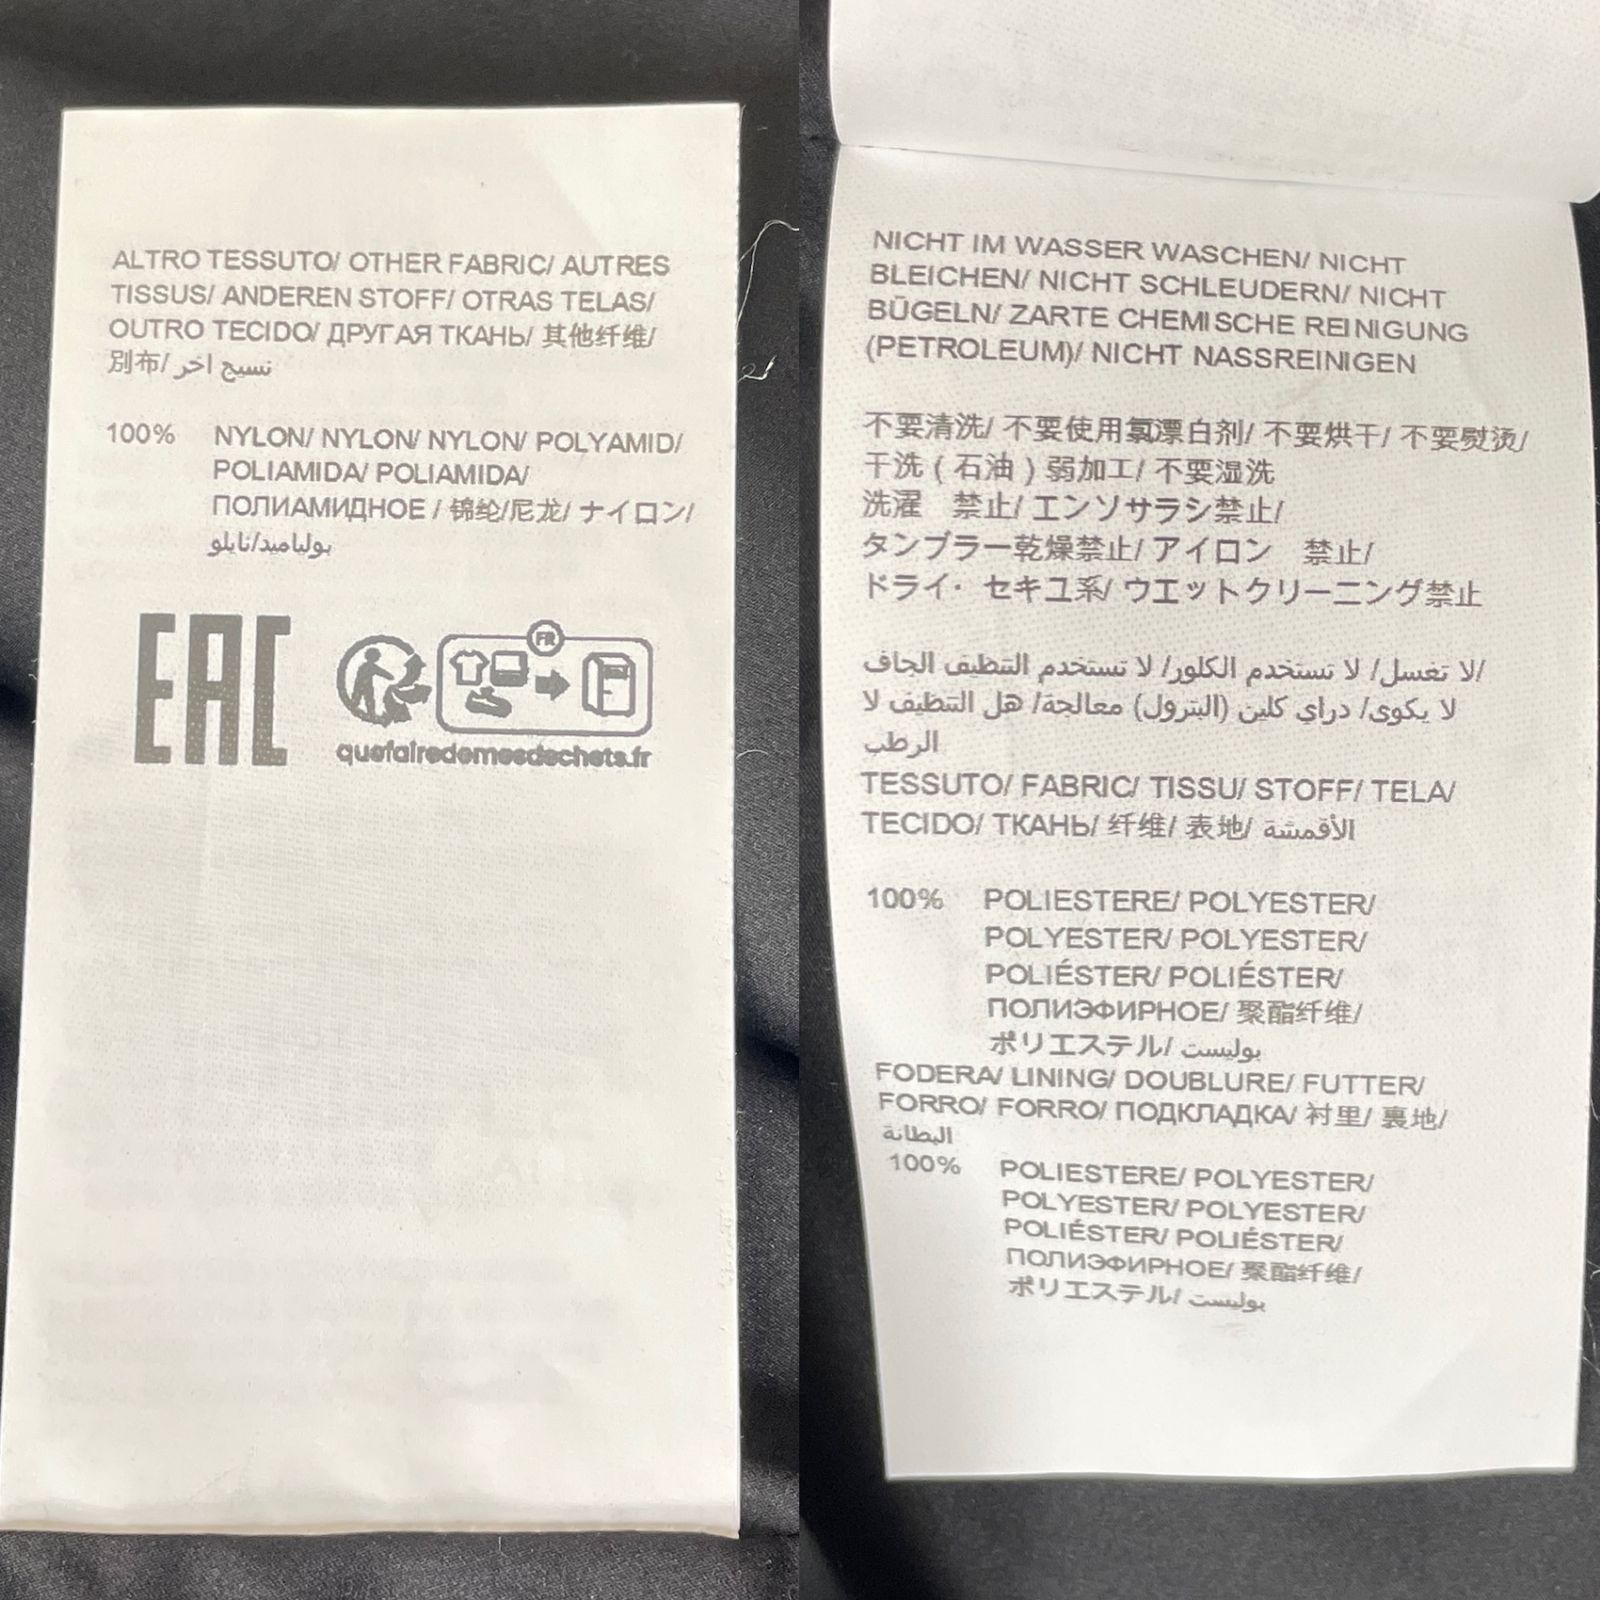 ALTRO TESSUTO/ OTHER FABRIC/ AUTRES
TISSUS/ ANDEREN STOFF/ OTRAS TELAS/
OUTRO TECIDO/ ДРУГАЯ ТКАНЬ/ 其他纤维/
別布/ نسيج اخر
100% NYLON/ NYLON/ NYLON/ POLYAMID/
POLIAMIDA/ POLIAMIDA/
ПОЛИАМИДНОЕ / 锦纶/尼龙/ ナイロン/
بولياميد/نايلو
EAC
FR
quefairedemesdechets.fr
NICHT IM WASSER WASCHEN/ NICHT
BLEICHEN/ NICHT SCHLEUDERN/ NICHT
BÜGELN/ ZARTE CHEMISCHE REINIGUNG
(PETROLEUM)/ NICHT NASSREINIGEN
不要清洗/ 不要使用氯漂白剂/ 不要烘干/ 不要熨烫/
干洗 ( 石油 ) 弱加工/ 不要湿洗
洗濯　禁止/ エンソサラシ禁止/
タンブラー乾燥禁止/ アイロン　禁止/
ドライ・ セキユ系/ ウエットクリーニング禁止
لا تغسل/ لا تستخدم الكلور/ لا تستخدم التنظيف الجاف/
لا يكوى/ دراي كلين (البترول) معالجة/ هل التنظيف لا
الرطب
TESSUTO/ FABRIC/ TISSU/ STOFF/ TELA/
TECIDO/ ТКАНЬ/ 纤维/ 表地/ الأقمشة
100% POLIESTERE/ POLYESTER/
POLYESTER/ POLYESTER/
POLIÉSTER/ POLIÉSTER/
ПОЛИЭФИРНОЕ/ 聚酯纤维/
ポリエステル/ بوليست
FODERA/ LINING/ DOUBLURE/ FUTTER/
FORRO/ FORRO/ ПОДКЛАДКА/ 衬里/ 裏地/
البطانة
100% POLIESTERE/ POLYESTER/
POLYESTER/ POLYESTER/
POLIÉSTER/ POLIÉSTER/
ПОЛИЭФИРНОЕ/ 聚酯纤维/
ポリエステル/ بوليست